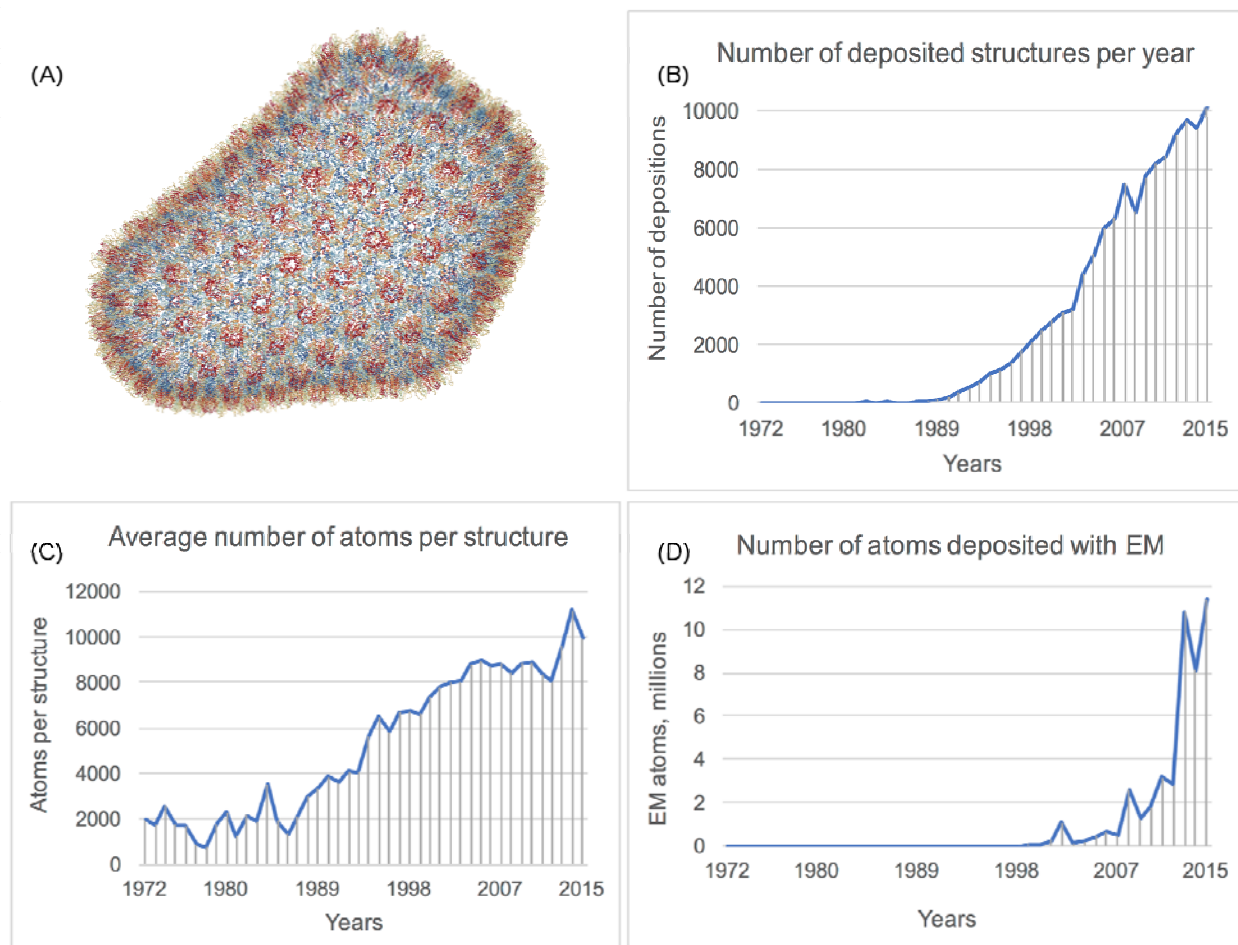 (A)
(B)
Number of deposited structures per year
Number of depositions
10000
8000
6000
4000
2000
0
1972 1980 1989 1998 2007 2015
Years
(C)
Average number of atoms per structure
Atoms per structure
12000
10000
8000
6000
4000
2000
0
1972 1980 1989 1998 2007 2015
Years
(D)
Number of atoms deposited with EM
EM atoms, millions
12
10
8
6
4
2
0
1972 1980 1989 1998 2007 2015
Years